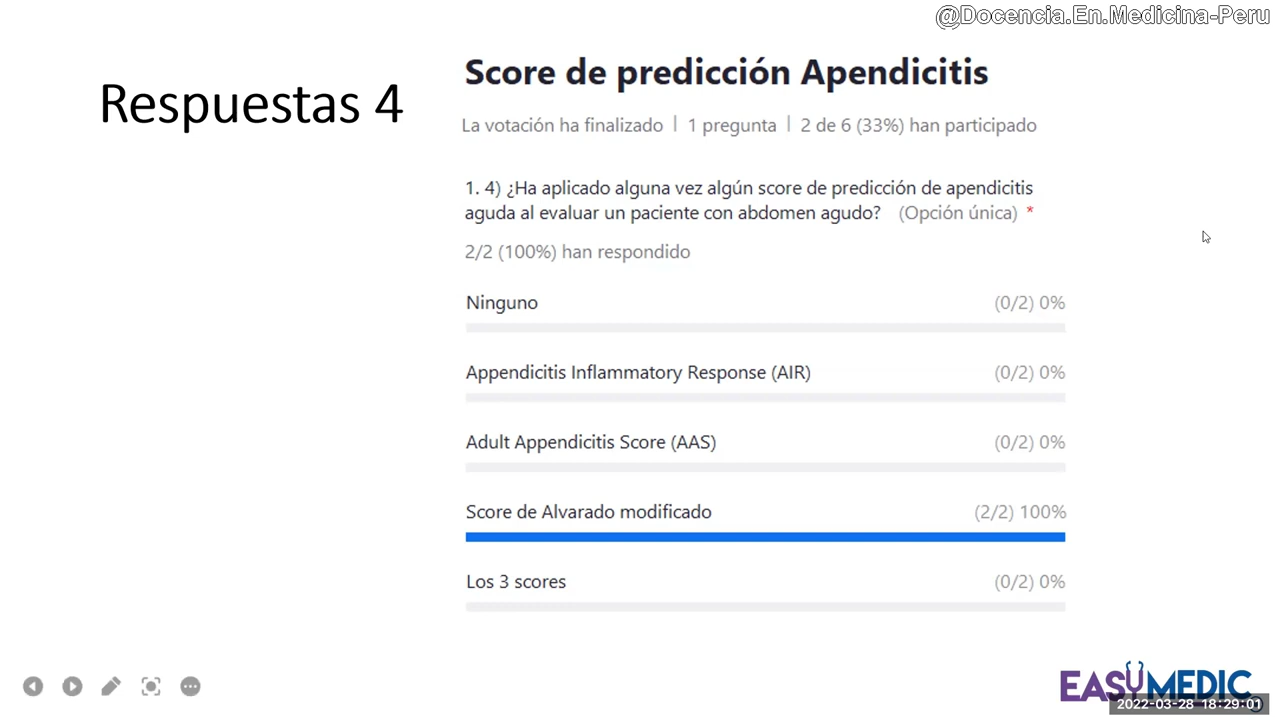 @Docencia.En.Medicina-Peru
Respuestas 4
Score de predicción Apendicitis
La votación ha finalizado | 1 pregunta | 2 de 6 (33%) han participado
1. 4) ¿Ha aplicado alguna vez algún score de predicción de apendicitis
aguda al evaluar un paciente con abdomen agudo? (Opción única) *
2/2 (100%) han respondido
Ninguno (0/2) 0%
Appendicitis Inflammatory Response (AIR) (0/2) 0%
Adult Appendicitis Score (AAS) (0/2) 0%
Score de Alvarado modificado (2/2) 100%
Los 3 scores (0/2) 0%
EASYMEDIC
2022-03-28 18:29:01